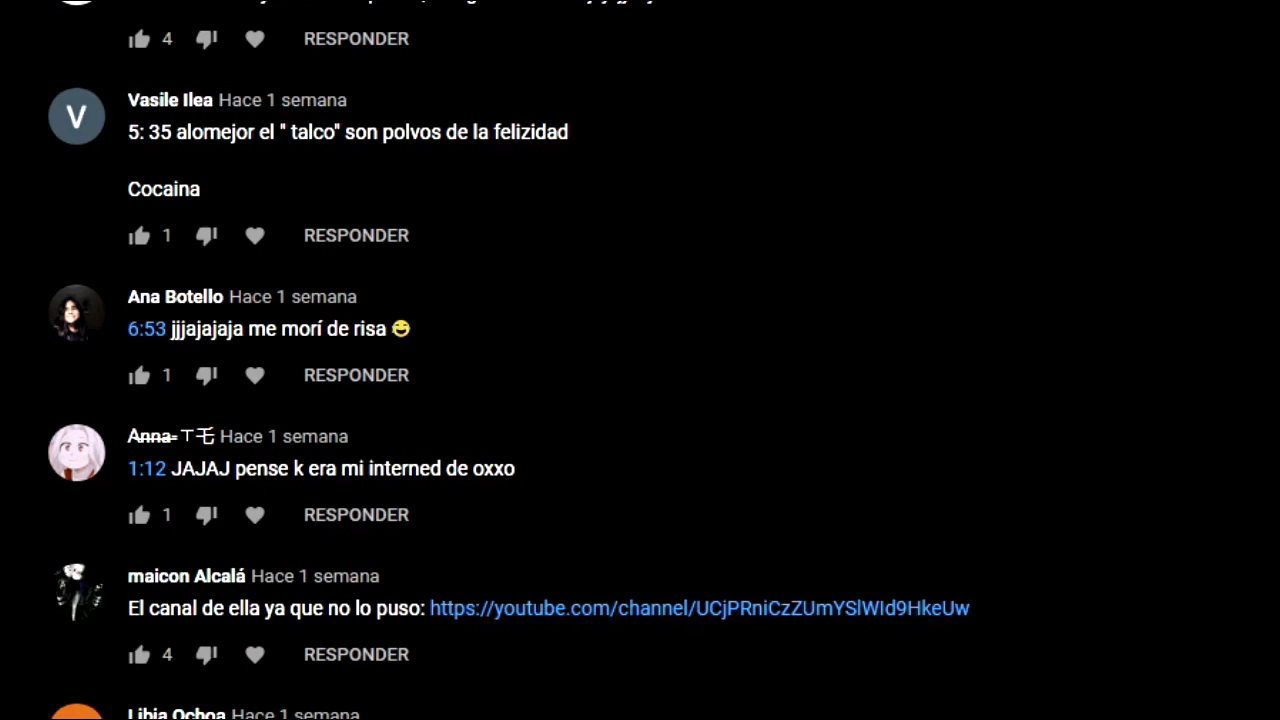 4 RESPONDER
V
Vasile Ilea Hace 1 semana
5: 35 alomejor el " talco" son polvos de la felizidad
Cocaina
1 RESPONDER
Ana Botello Hace 1 semana
6:53 jjjajajaja me morí de risa 😄
1 RESPONDER
A̶n̶n̶a̶-̶ㅜ乇 Hace 1 semana
1:12 JAJAJ pense k era mi interned de oxxo
1 RESPONDER
maicon Alcalá Hace 1 semana
El canal de ella ya que no lo puso: https://youtube.com/channel/UCjPRniCzZUmYSlWId9HkeUw
4 RESPONDER
Libia Ochoa Hace 1 semana